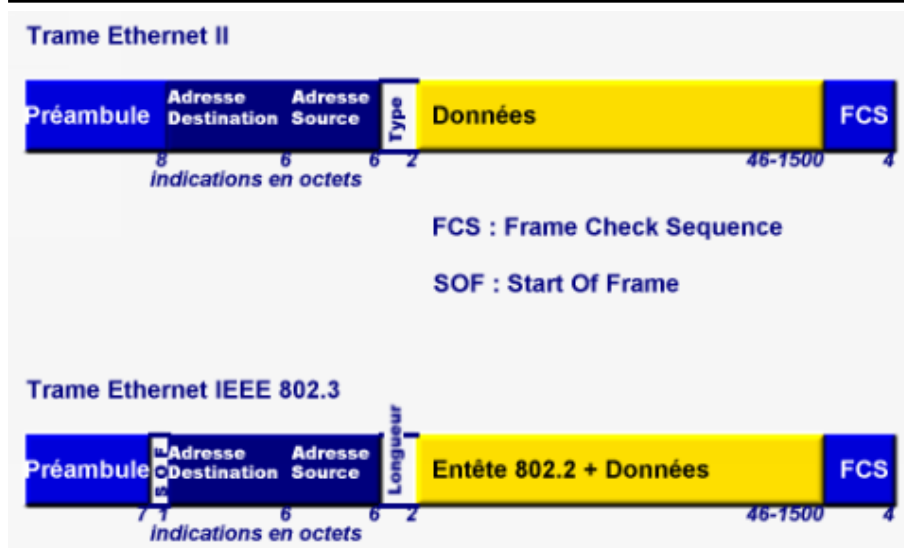 Trame Ethernet II
Préambule Adresse Destination Adresse Source Type Données FCS
8 6 6 2 46-1500 4
indications en octets
FCS : Frame Check Sequence
SOF : Start Of Frame
Trame Ethernet IEEE 802.3
Préambule SOF Adresse Destination Adresse Source Longueur Entête 802.2 + Données FCS
7 1 6 6 2 46-1500 4
indications en octets